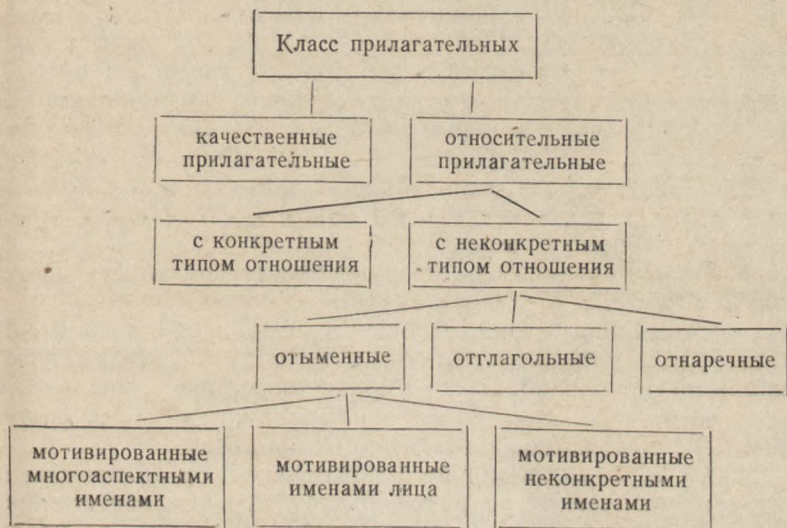 Класс прилагательных
качественные
прилагательные
относительные
прилагательные
с конкретным
типом отношения
с неконкретным
типом отношения
отыменные
отглагольные
отнаречные
мотивированные
многоаспектными
именами
мотивированные
именами лица
мотивированные
неконкретными
именами